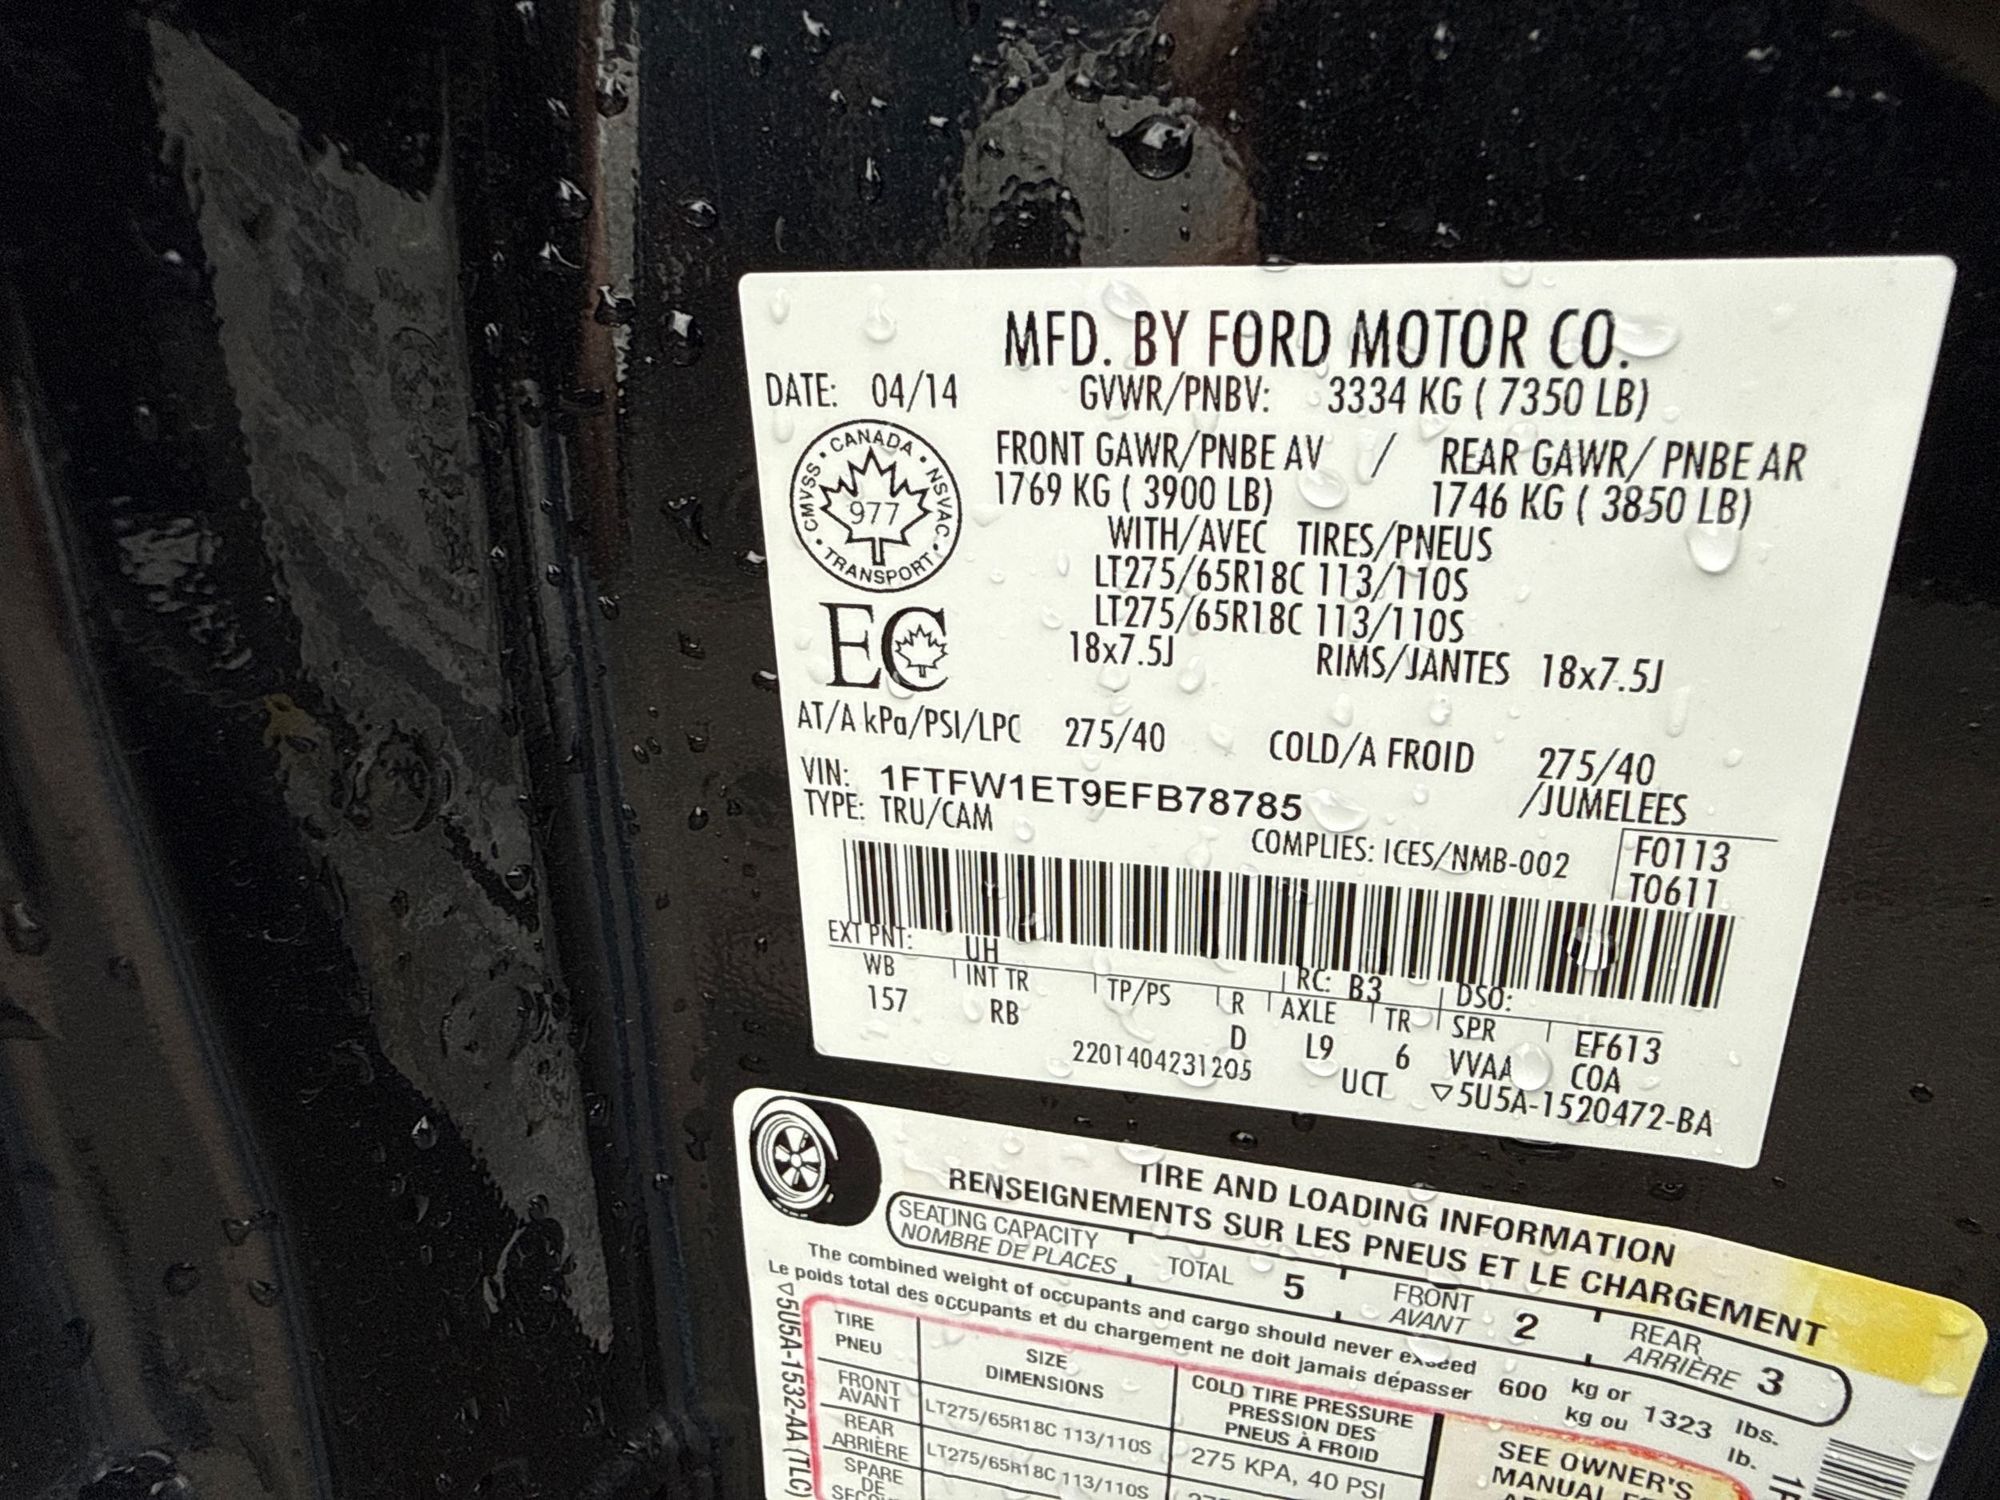 MFD. BY FORD MOTOR CO.
DATE: 04/14 GVWR/PNBV: 3334 KG ( 7350 LB)
FRONT GAWR/PNBE AV / REAR GAWR/ PNBE AR
1769 KG ( 3900 LB) 1746 KG ( 3850 LB)
WITH/AVEC TIRES/PNEUS
LT275/65R18C 113/110S
LT275/65R18C 113/110S
18x7.5J RIMS/JANTES 18x7.5J
CANADA • NSVAC • TRANSPORT • CMVSS •
977
EC
AT/A kPa/PSI/LPC 275/40 COLD/A FROID 275/40
VIN: 1FTFW1ET9EFB78785 /JUMELEES
TYPE: TRU/CAM
COMPLIES: ICES/NMB-002 F0113
T0611
EXT PNT: UH RC: B3 DSO:
WB INT TR TP/PS R AXLE TR SPR EF613
157 RB D L9 6 VVAA COA
2201404231205 UCT ▽5U5A-1520472-BA
TIRE AND LOADING INFORMATION
RENSEIGNEMENTS SUR LES PNEUS ET LE CHARGEMENT
SEATING CAPACITY
NOMBRE DE PLACES TOTAL 5 FRONT
AVANT 2 REAR
ARRIÈRE 3
The combined weight of occupants and cargo should never exceed 600 kg or 1323 lbs.
Le poids total des occupants et du chargement ne doit jamais dépasser kg ou lb.
▽5U5A-1532-AA (TLC)
TIRE
PNEU SIZE
DIMENSIONS COLD TIRE PRESSURE
PRESSION DES
PNEUS À FROID
FRONT
AVANT LT275/65R18C 113/110S 275 KPA, 40 PSI
REAR
ARRIÈRE LT275/65R18C 113/110S
SPARE
DE
SEE OWNER'S
MANUAL